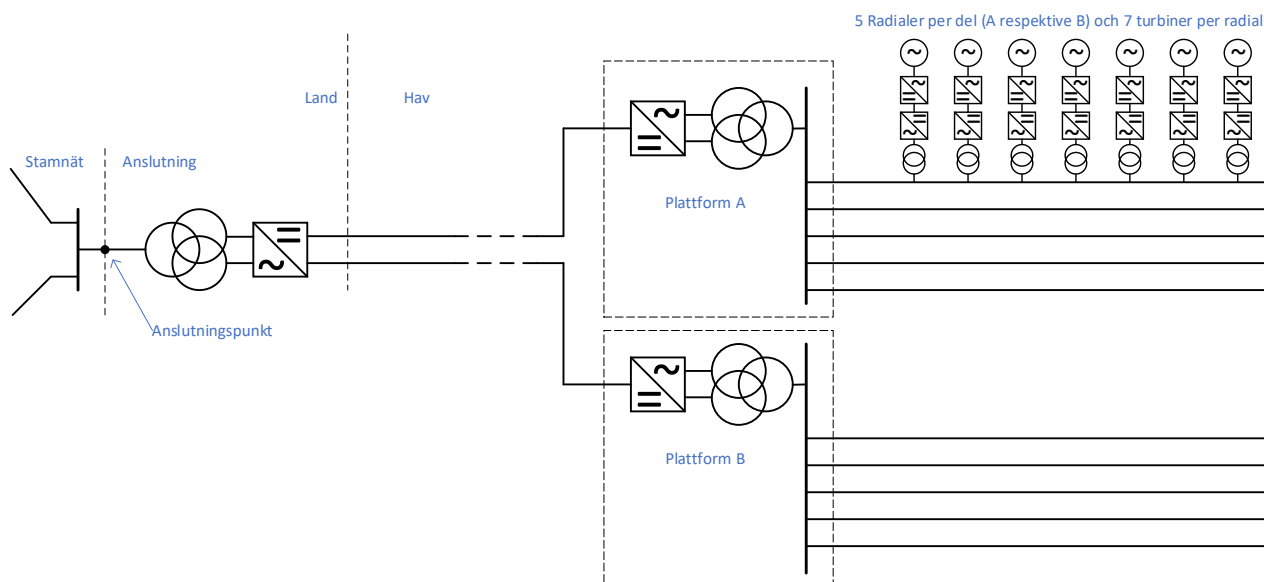 5 Radialer per del (A respektive B) och 7 turbiner per radial
Land
Hav
Stamnät
Anslutning
Plattform A
Anslutningspunkt
Plattform B